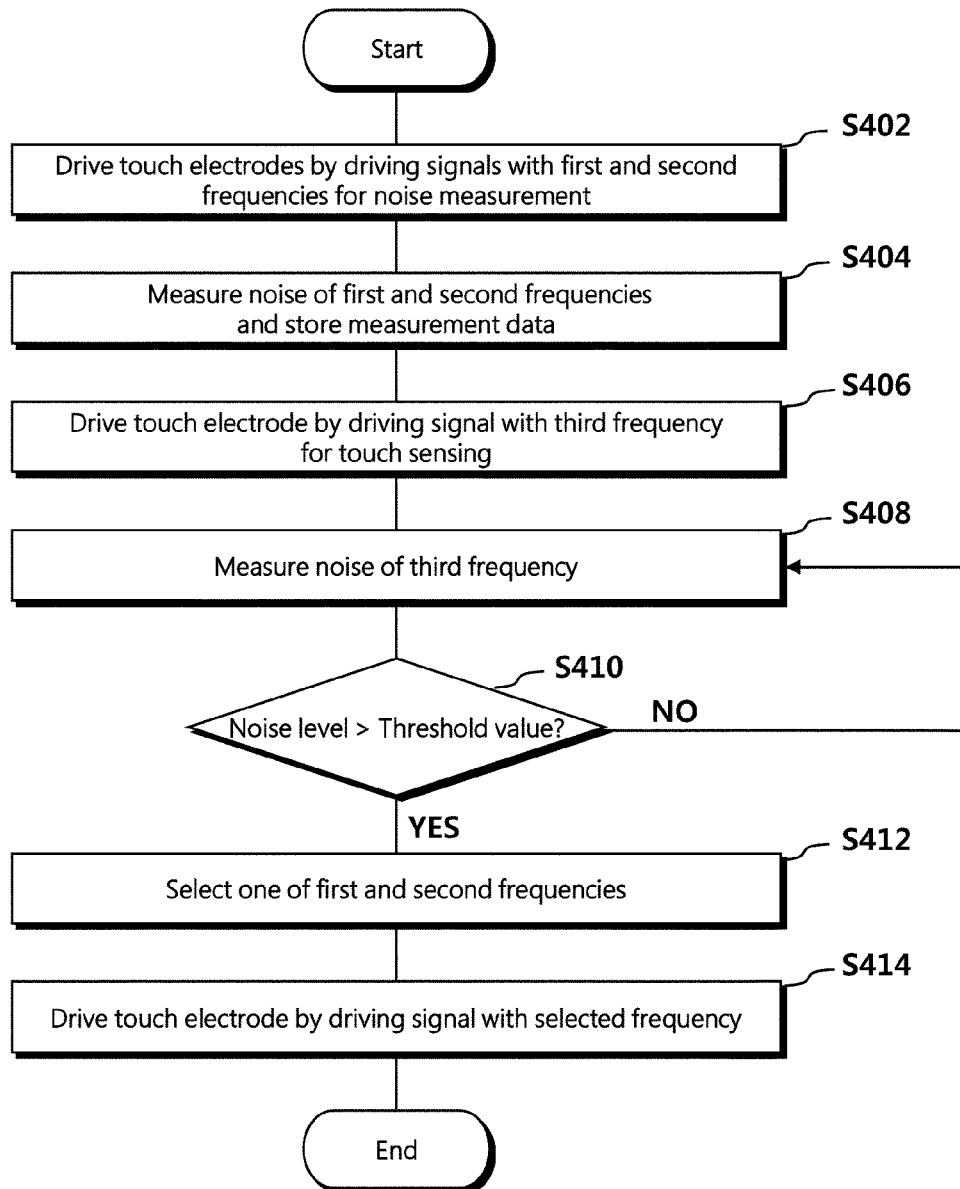 Start
S402
Drive touch electrodes by driving signals with first and second
frequencies for noise measurement
S404
Measure noise of first and second frequencies
and store measurement data
S406
Drive touch electrode by driving signal with third frequency
for touch sensing
S408
Measure noise of third frequency
S410
Noise level > Threshold value?
NO
YES
S412
Select one of first and second frequencies
S414
Drive touch electrode by driving signal with selected frequency
End